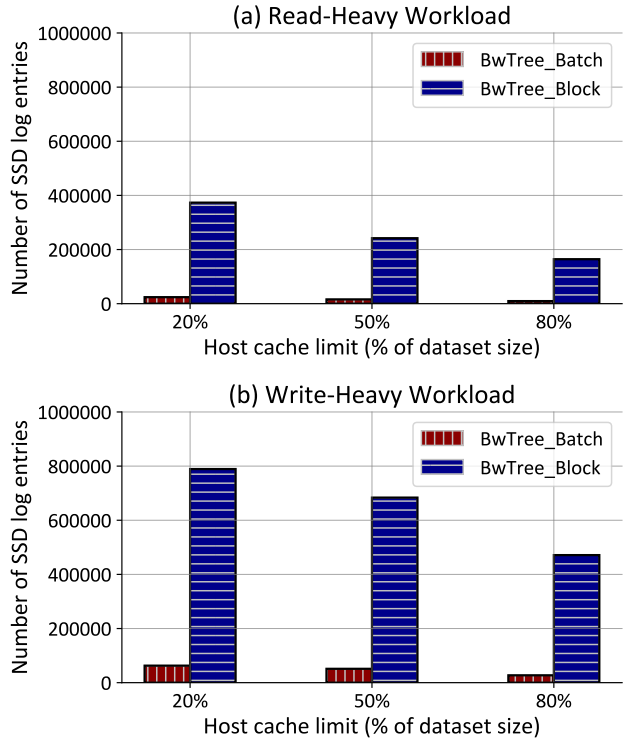 (a) Read-Heavy Workload
Number of SSD log entries
1000000
800000
600000
400000
200000
0
BwTree_Batch
BwTree_Block
20% 50% 80%
Host cache limit (% of dataset size)
(b) Write-Heavy Workload
Number of SSD log entries
1000000
800000
600000
400000
200000
0
BwTree_Batch
BwTree_Block
20% 50% 80%
Host cache limit (% of dataset size)